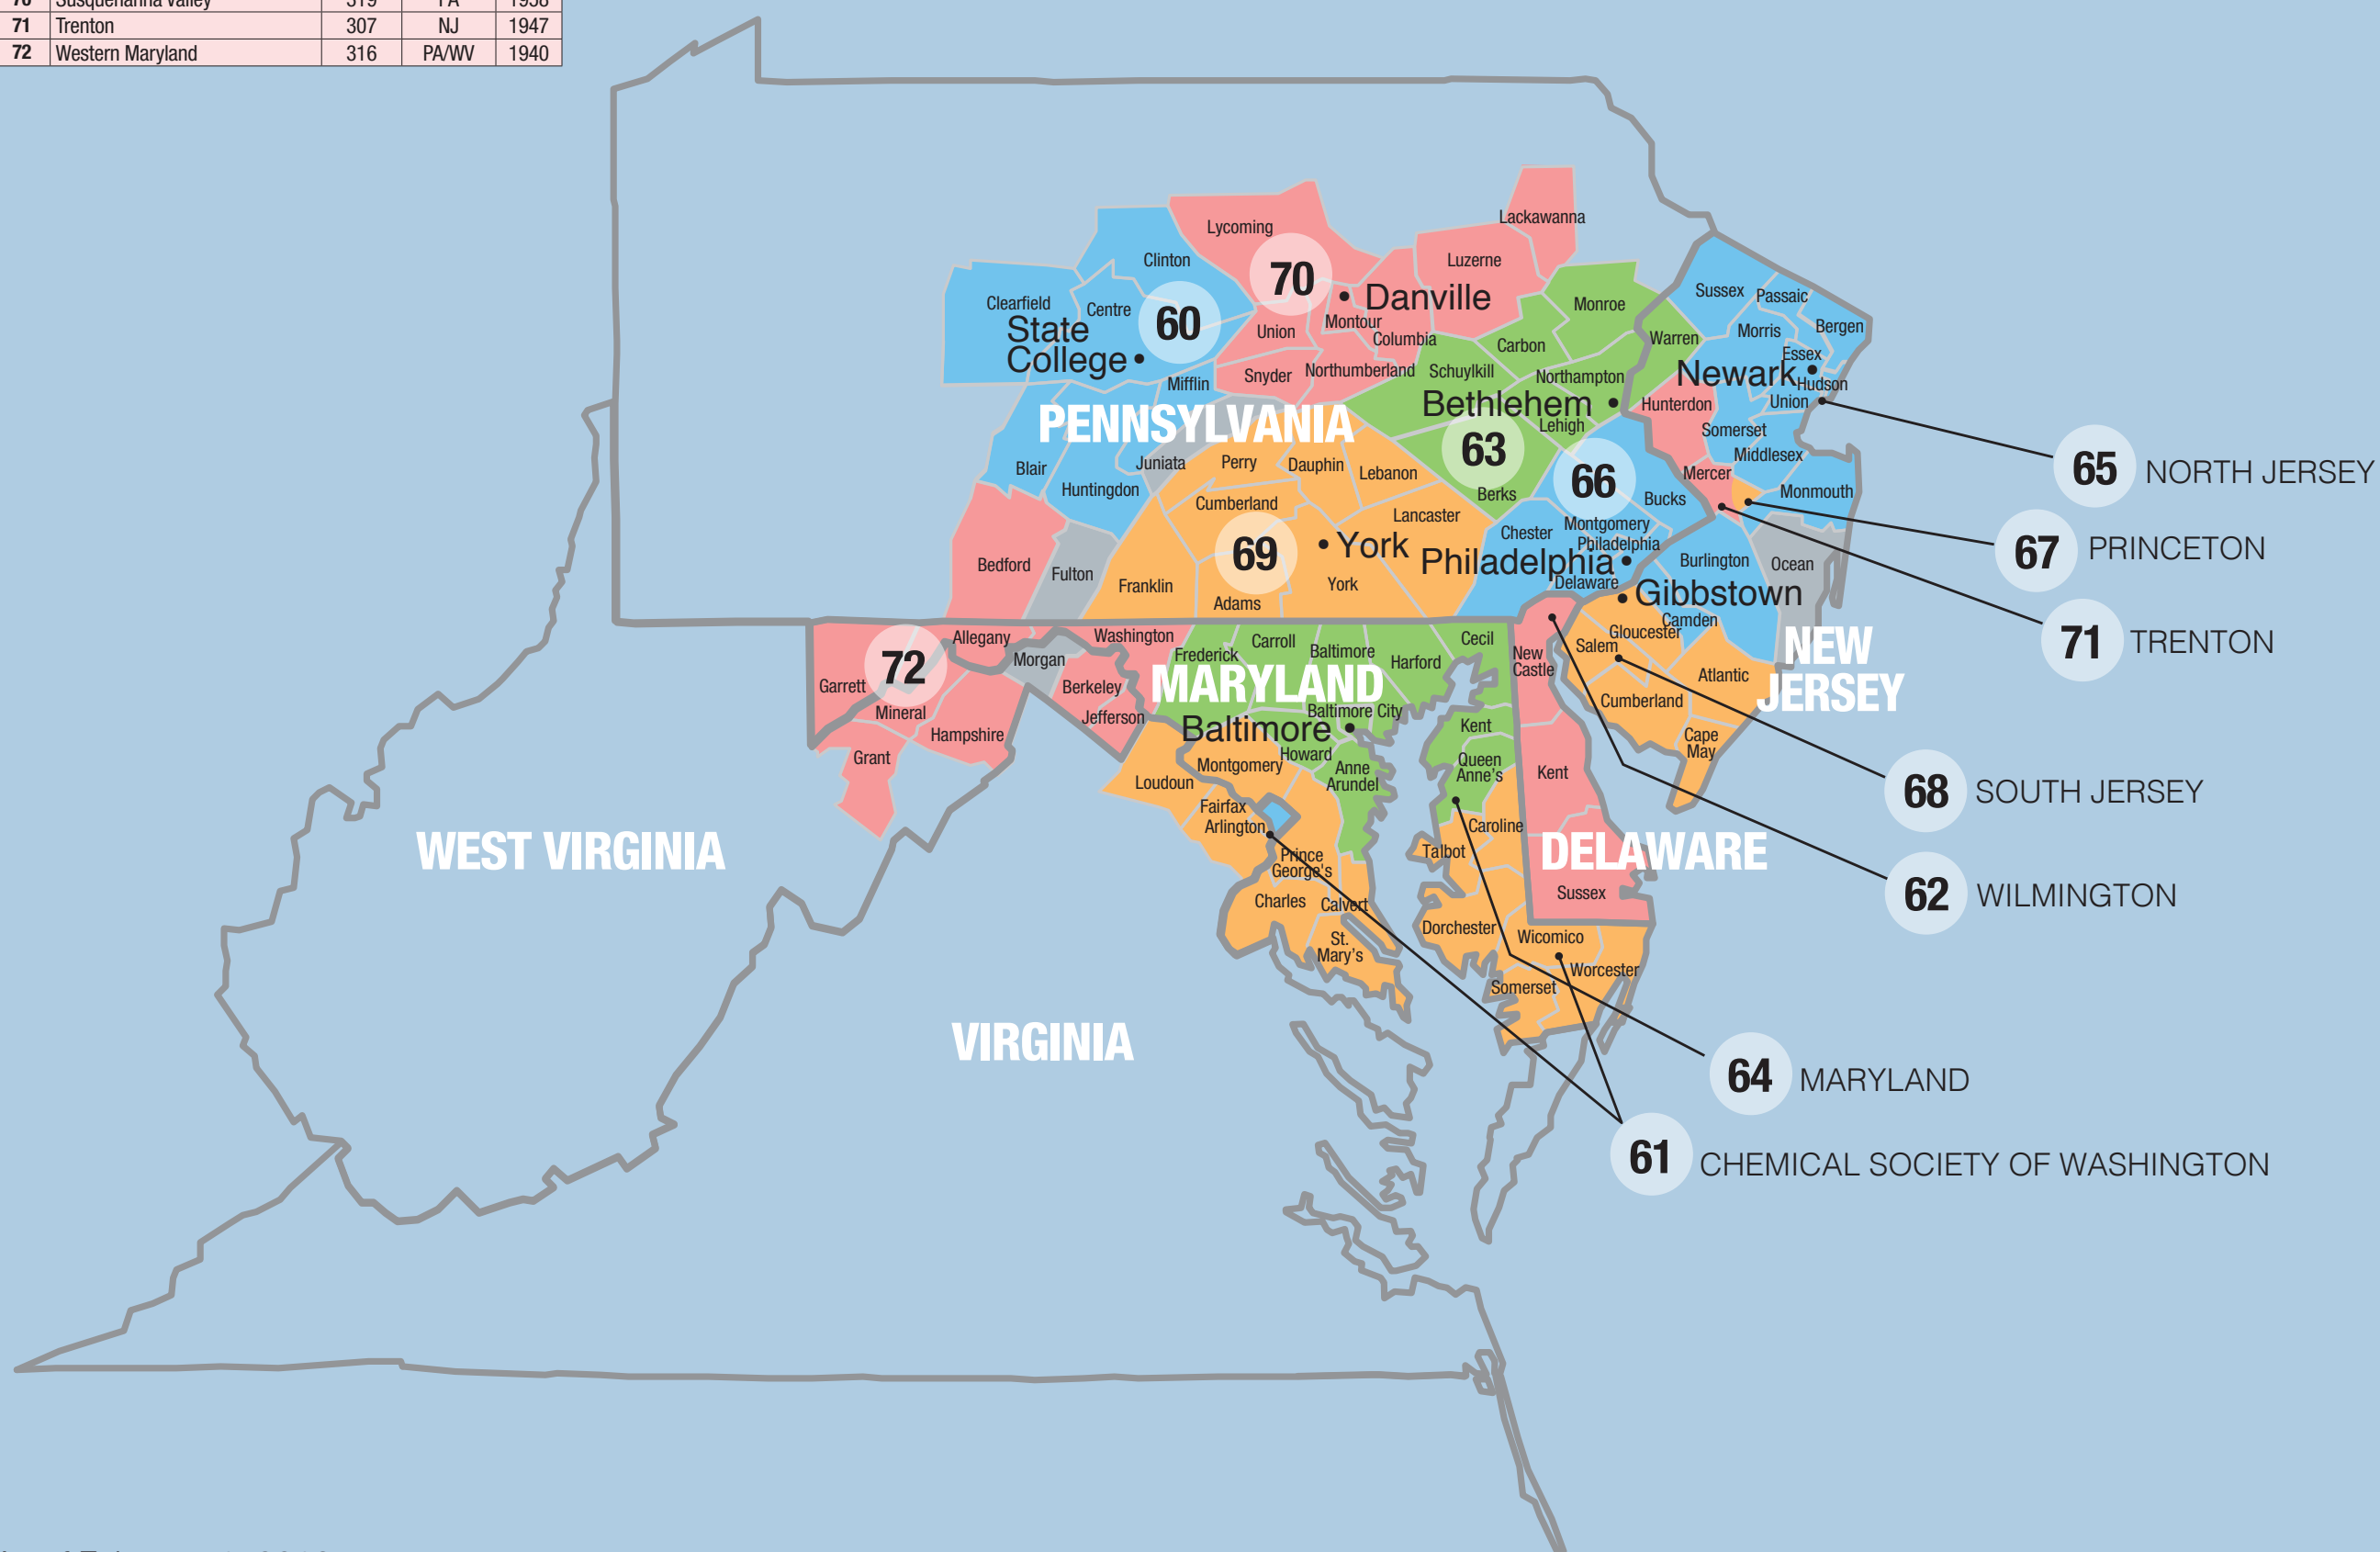 70 Susquehanna Valley 319 PA 1958
71 Trenton 307 NJ 1947
72 Western Maryland 316 PA/WV 1940
Lackawanna
Lycoming
Luzerne
Clinton
70
Danville
Clearfield
Centre
State
College
60
Montour
Union
Columbia
Monroe
Carbon
Sussex
Passaic
Bergen
Morris
Warren
Essex
Newark
Hudson
Union
Mifflin
Snyder
Northumberland
Schuylkill
Northampton
Bethlehem
Lehigh
Hunterdon
Somerset
Middlesex
PENNSYLVANIA
63
66
Mercer
Bucks
Monmouth
65 NORTH JERSEY
Blair
Juniata
Perry
Dauphin
Lebanon
Huntingdon
Cumberland
Berks
Lancaster
Chester
Montgomery
Philadelphia
Philadelphia
Delaware
69
York
York
Bedford
Fulton
Franklin
Adams
Burlington
Ocean
Gibbstown
67 PRINCETON
Camden
Gloucester
Salem
71 TRENTON
NEW
JERSEY
72
Allegany
Washington
Morgan
Garrett
Mineral
Hampshire
Grant
Berkeley
Jefferson
Frederick
Carroll
Baltimore
Harford
Cecil
MARYLAND
New
Castle
Atlantic
Cumberland
Cape
May
Baltimore City
Baltimore
Howard
Montgomery
Loudoun
Anne
Arundel
Kent
Queen
Anne's
Kent
68 SOUTH JERSEY
Fairfax
Arlington
Caroline
Talbot
DELAWARE
WEST VIRGINIA
Prince
George's
Sussex
62 WILMINGTON
Charles
Calvert
St.
Mary's
Dorchester
Wicomico
Worcester
Somerset
VIRGINIA
64 MARYLAND
61 CHEMICAL SOCIETY OF WASHINGTON